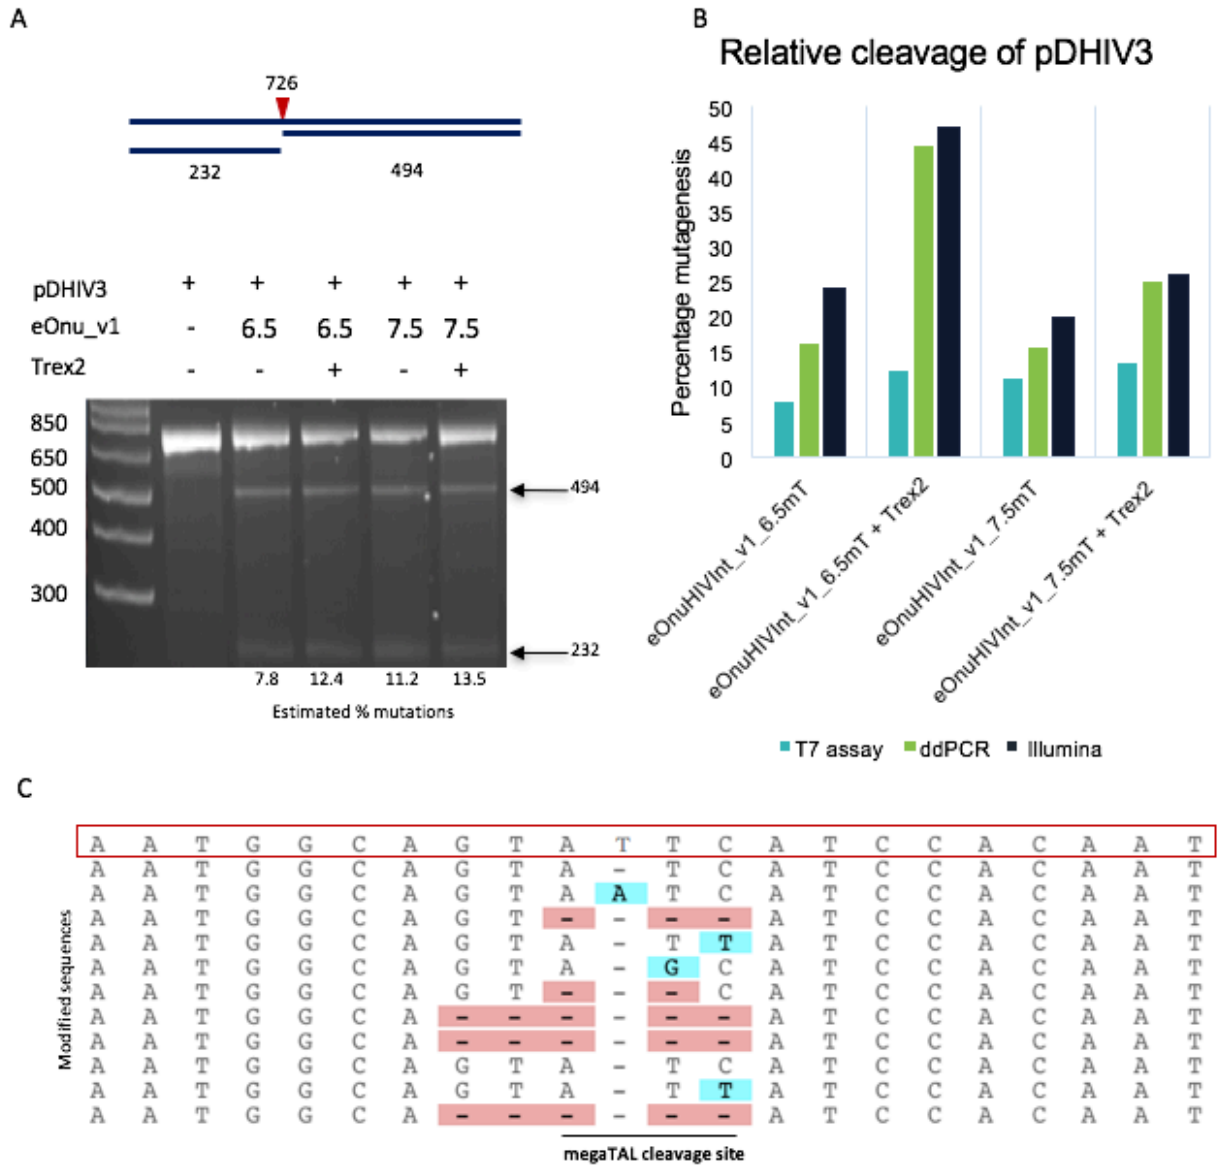 A
726
232 494
pDHIV3 + + + + +
eOnu_v1 - 6.5 6.5 7.5 7.5
Trex2 - - + - +
850
650
500
400
300
494
232
7.8 12.4 11.2 13.5
Estimated % mutations
B
Relative cleavage of pDHIV3
Percentage mutagenesis
50
45
40
35
30
25
20
15
10
5
0
eOnuHIVInt_v1_6.5mT
eOnuHIVInt_v1_6.5mT + Trex2
eOnuHIVInt_v1_7.5mT
eOnuHIVInt_v1_7.5mT + Trex2
T7 assay ddPCR Illumina
C
Modified sequences
A A T G G C A G T A T T C A T C C A C A A T
A A T G G C A G T A - T C A T C C A C A A T
A A T G G C A G T A A T C A T C C A C A A T
A A T G G C A G T - - - - A T C C A C A A T
A A T G G C A G T A - T T A T C C A C A A T
A A T G G C A G T A - G C A T C C A C A A T
A A T G G C A G T - - - C A T C C A C A A T
A A T G G C A - - - - - - A T C C A C A A T
A A T G G C A - - - - - - A T C C A C A A T
A A T G G C A G T A - T C A T C C A C A A T
A A T G G C A G T A - T T A T C C A C A A T
A A T G G C A - - - - - - A T C C A C A A T
megaTAL cleavage site